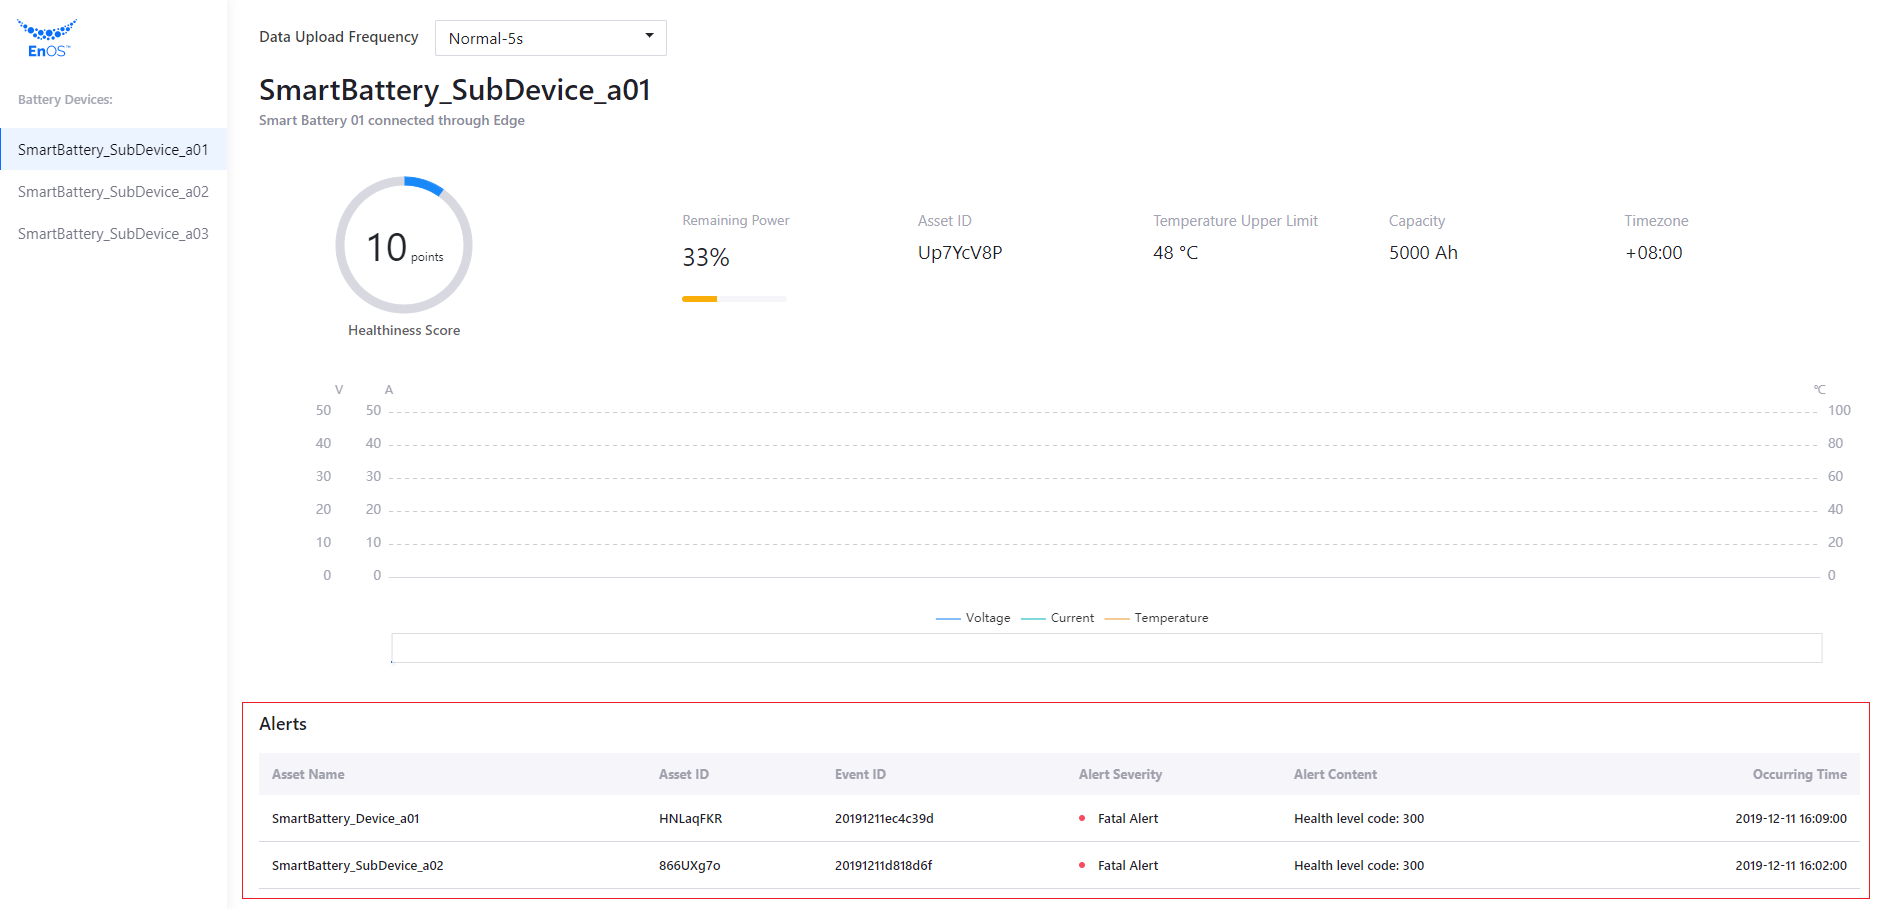 EnOS™
Battery Devices:
SmartBattery_SubDevice_a01
SmartBattery_SubDevice_a02
SmartBattery_SubDevice_a03
Data Upload Frequency Normal-5s
SmartBattery_SubDevice_a01
Smart Battery 01 connected through Edge
10 points
Healthiness Score
Remaining Power
33%
Asset ID
Up7YcV8P
Temperature Upper Limit
48 °C
Capacity
5000 Ah
Timezone
+08:00
V A °C
50 50 100
40 40 80
30 30 60
20 20 40
10 10 20
0 0 0
Voltage Current Temperature
Alerts
Asset Name Asset ID Event ID Alert Severity Alert Content Occurring Time
SmartBattery_Device_a01 HNLaqFKR 20191211ec4c39d Fatal Alert Health level code: 300 2019-12-11 16:09:00
SmartBattery_SubDevice_a02 866UXg7o 20191211d818d6f Fatal Alert Health level code: 300 2019-12-11 16:02:00